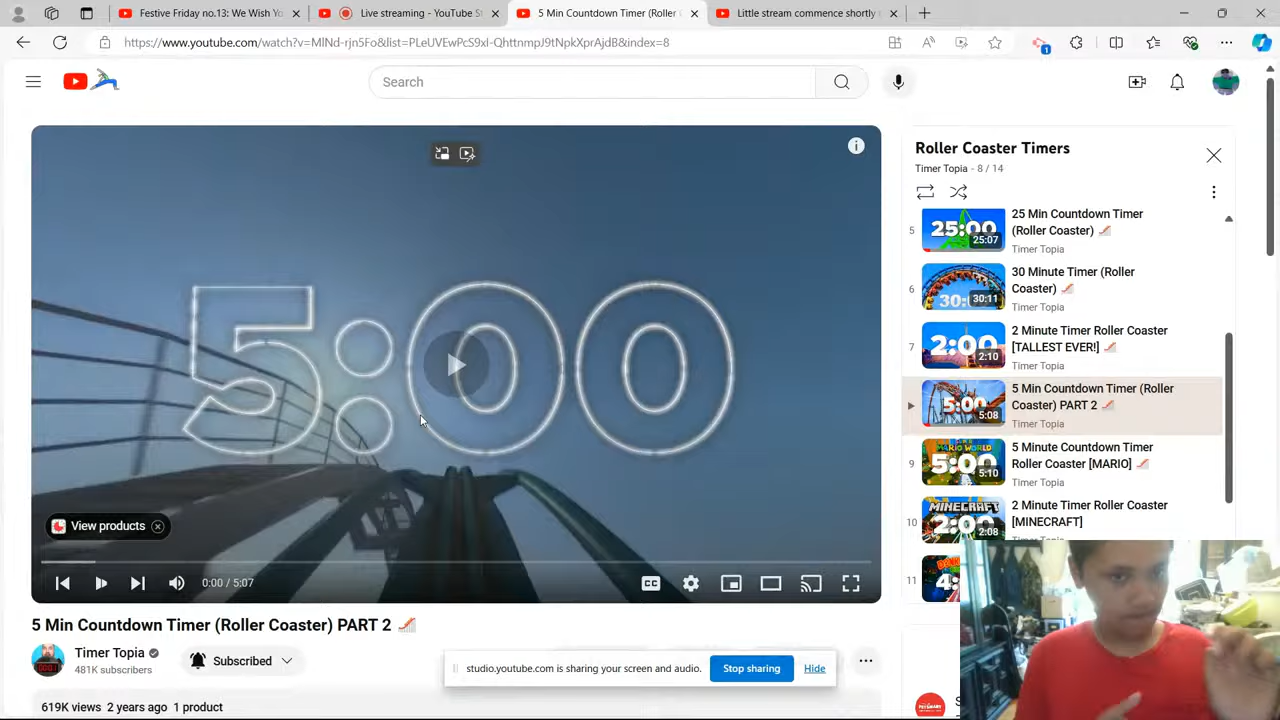 Festive Friday no.13: We Wish Yo
Live streaming - YouTube St
5 Min Countdown Timer (Roller C
Little stream commence shortly b
https://www.youtube.com/watch?v=MlNd-rjn5Fo&list=PLeUVEwPcS9xI-QhttnmpJ9tNpkXprAjdB&index=8
1
Search
5:00
View products
0:00 / 5:07
CC
5 Min Countdown Timer (Roller Coaster) PART 2
Timer Topia
481K subscribers
Subscribed
studio.youtube.com is sharing your screen and audio.
Stop sharing
Hide
619K views 2 years ago 1 product
Roller Coaster Timers
Timer Topia - 8 / 14
5
25:00
25:07
25 Min Countdown Timer
(Roller Coaster)
Timer Topia
6
30:
30:11
30 Minute Timer (Roller
Coaster)
Timer Topia
7
2:00
2:10
2 Minute Timer Roller Coaster
[TALLEST EVER!]
Timer Topia
5:00
5:08
5 Min Countdown Timer (Roller
Coaster) PART 2
Timer Topia
9
MARIO WORLD
5:00
5:10
5 Minute Countdown Timer
Roller Coaster [MARIO]
Timer Topia
10
MINECRAFT
2:00
2:08
2 Minute Timer Roller Coaster
[MINECRAFT]
11